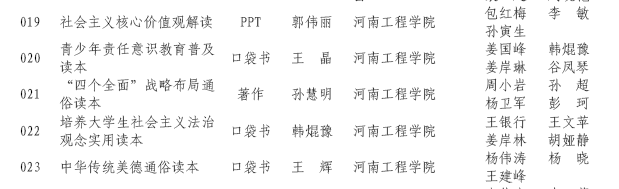 包红梅 李 敏
019 社会主义核心价值观解读 PPT 郭伟丽 河南工程学院
孙寅生
青少年责任意识教育普及 姜国峰 韩焜豫
020 口袋书 王 晶 河南工程学院
读本 姜岸琳 谷凤琴
“四个全面”战略布局通 周小岩 孙 超
021 著作 孙慧明 河南工程学院
俗读本 杨卫军 彭 珂
培养大学生社会主义法治 王银行 王文苹
022 口袋书 韩焜豫 河南工程学院
观念实用读本 姜岸林 胡娅静
杨伟涛 杨 晓
023 中华传统美德通俗读本 口袋书 王 辉 河南工程学院
王建峰